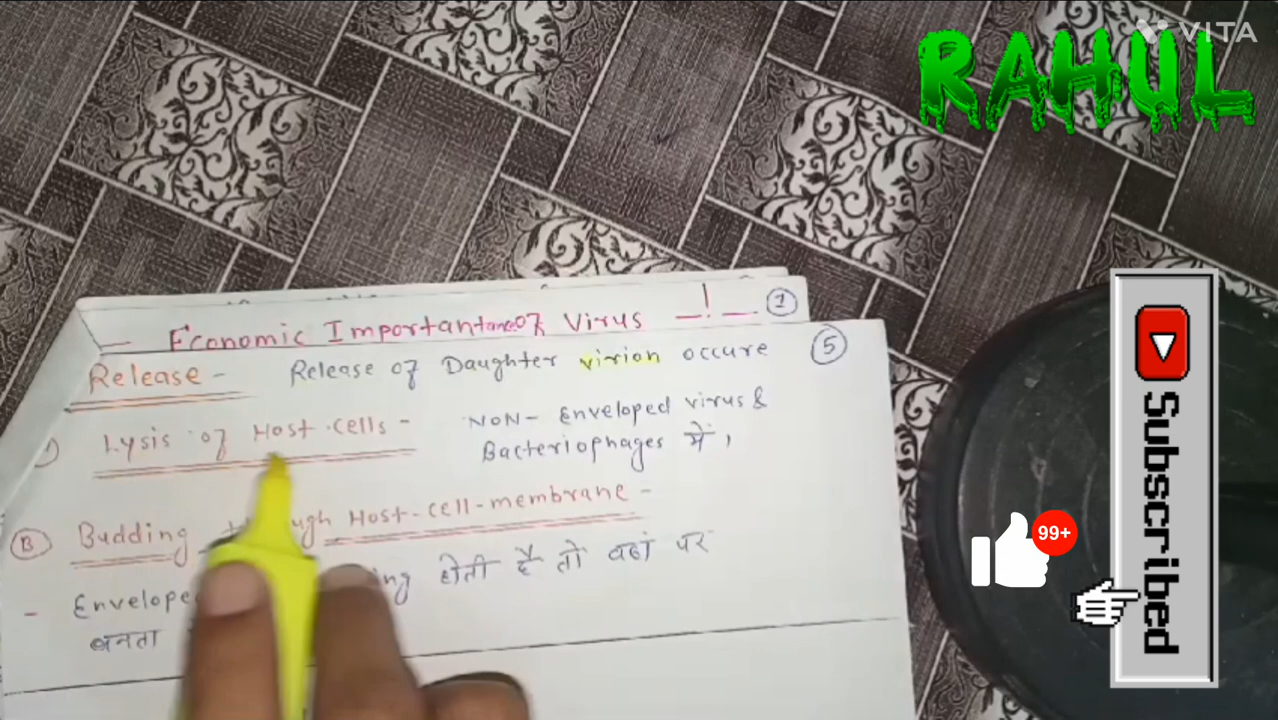 VITA
RAHUL
Economic Importantance of Virus
1
Release - Release of Daughter virion occure
5
Lysis of Host cells - NON - Enveloped virus &
Bacteriophages में,
B Budding Host-cell-membrane -
- होती है तो वहां पर
बनता
99+
Subscribed